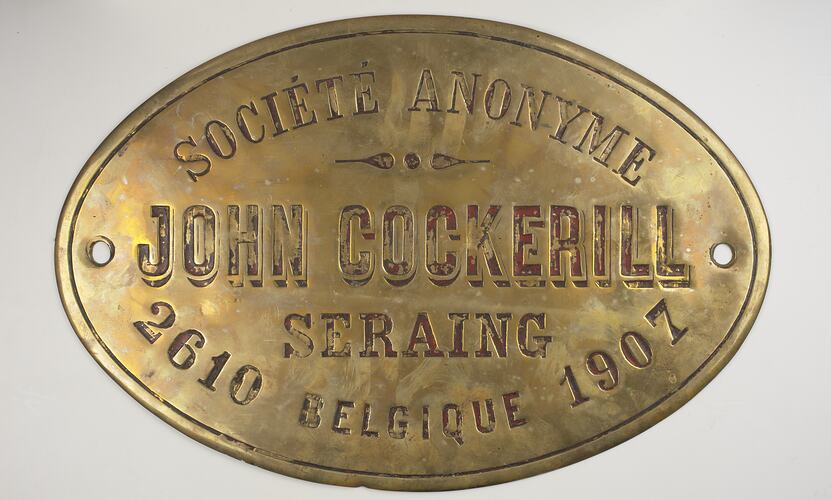 SOCIÉTÉ ANONYME
JOHN COCKERILL
SERAING
2610 BELGIQUE 1907